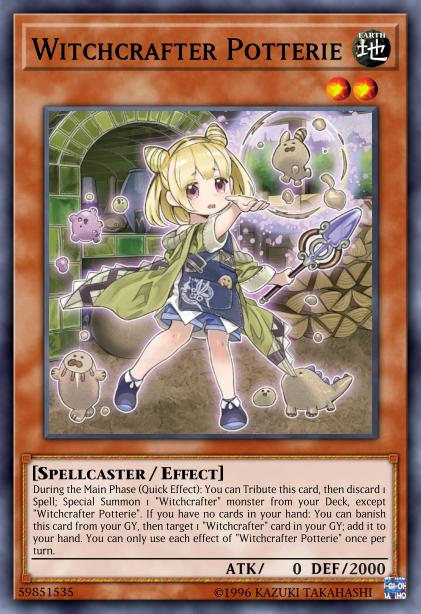 WITCHCRAFTER POTTERIE
EARTH
地
[SPELLCASTER / EFFECT]
During the Main Phase (Quick Effect): You can Tribute this card, then discard 1
Spell; Special Summon 1 "Witchcrafter" monster from your Deck, except
"Witchcrafter Potterie". If you have no cards in your hand: You can banish
this card from your GY, then target 1 "Witchcrafter" card in your GY; add it to
your hand. You can only use each effect of "Witchcrafter Potterie" once per
turn.
ATK/ 0 DEF/2000
59851535 ©1996 KAZUKI TAKAHASHI